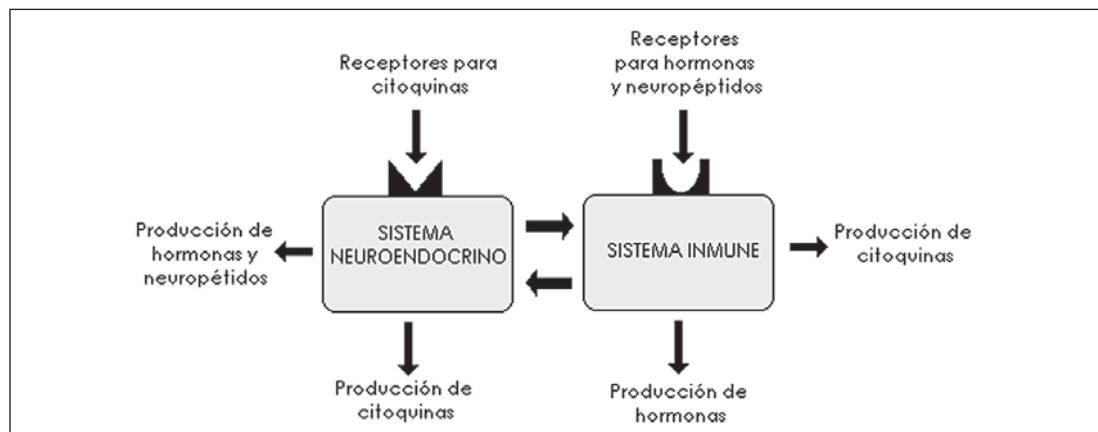 Receptores para
citoquinas
Receptores
para hormonas
y neuropéptidos
Producción de
hormonas y
neuropétidos
SISTEMA
NEUROENDOCRINO
SISTEMA INMUNE
Producción de
citoquinas
Producción de
citoquinas
Producción de
hormonas